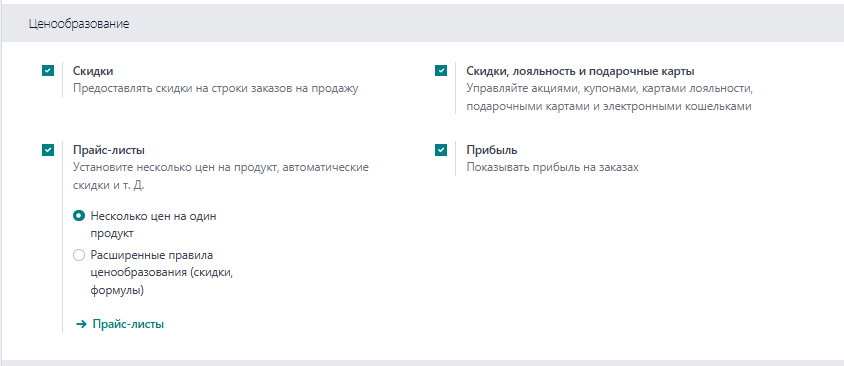 Ценообразование
Скидки
Предоставлять скидки на строки заказов на продажу
Скидки, лояльность и подарочные карты
Управляйте акциями, купонами, картами лояльности,
подарочными картами и электронными кошельками
Прайс-листы
Установите несколько цен на продукт, автоматические
скидки и т. Д.
Несколько цен на один
продукт
Расширенные правила
ценообразования (скидки,
формулы)
Прайс-листы
Прибыль
Показывать прибыль на заказах